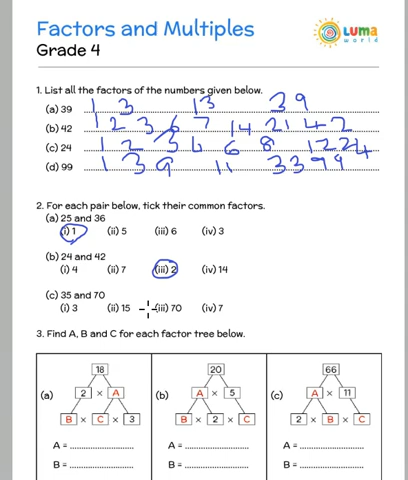 Factors and Multiples
Grade 4
LUMA
world
1. List all the factors of the numbers given below.
(a) 39 1 3 13 39
(b) 42 1 2 3 6 7 14 21 42
(c) 24 1 2 3 4 6 8 12 24
(d) 99 1 3 9 11 33 99
2. For each pair below, tick their common factors.
(a) 25 and 36
(i) 1 (ii) 5 (iii) 6 (iv) 3
(b) 24 and 42
(i) 4 (ii) 7 (iii) 2 (iv) 14
(c) 35 and 70
(i) 3 (ii) 15 (iii) 70 (iv) 7
3. Find A, B and C for each factor tree below.
18 20 66
(a) 2 × A (b) A × 5 (c) A × 11
B × C × 3 B × 2 × C 2 × B × C
A = A = A =
B = B = B =